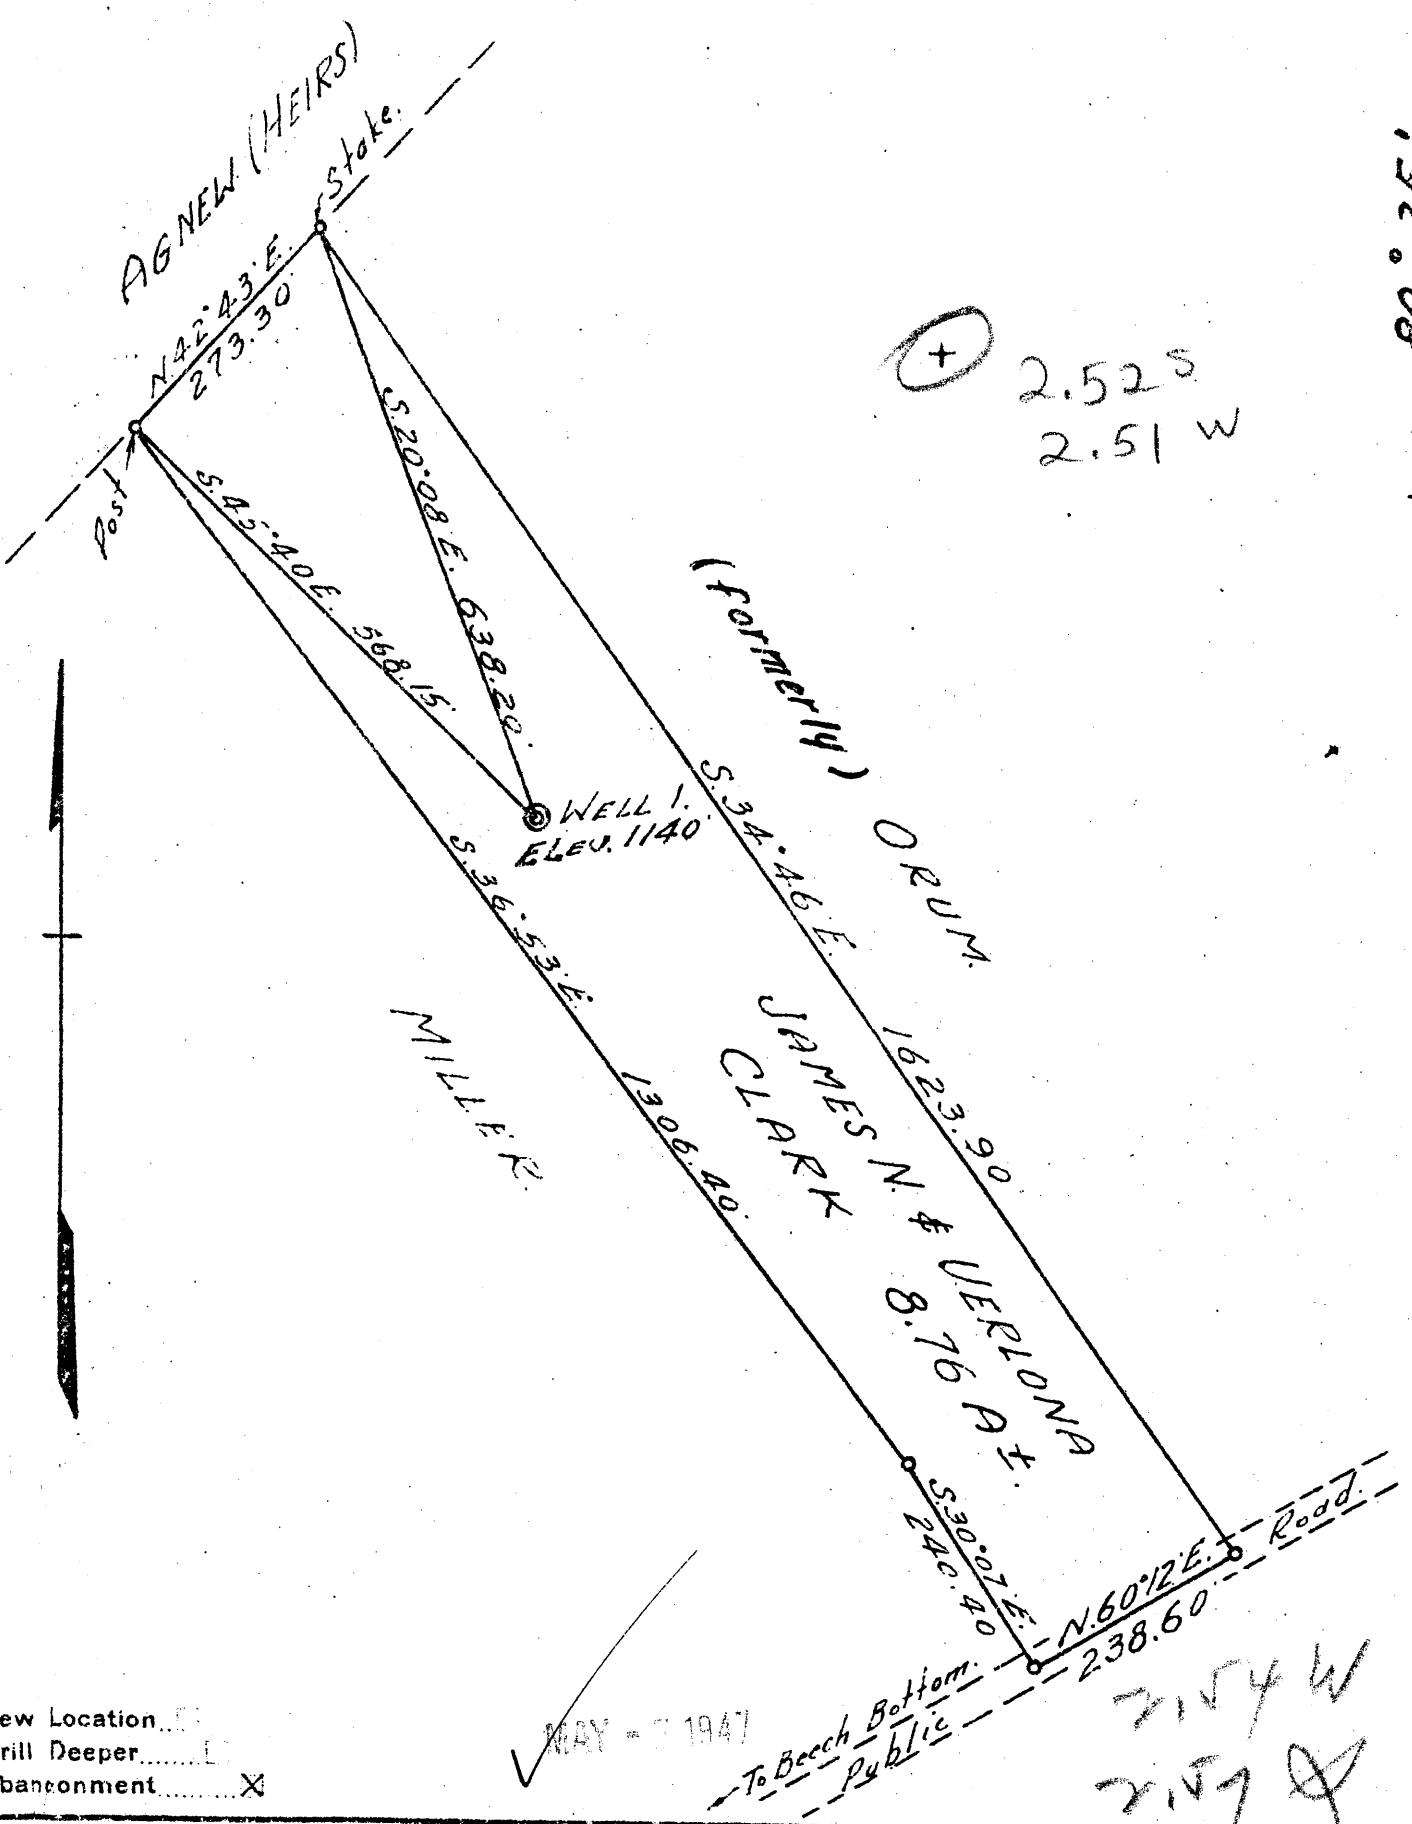 AGNEW (HEIRS)
Stake.
N.42°43'E.
273.30'
Post
S.45°40'E. 568.15'
S.20°08'E. 638.20'
2.52 S
2.51 W
(formerly) ORUM.
WELL 1.
ELEV. 1140'
S.34°46'E. 1623.90
S.36°53'E. 1306.40'
MILLER.
JAMES N. & VERLONA
CLARK
8.76 A±.
S.30°07'E.
240.40
N.60°12'E.
238.60'
Road.
To Beech Bottom.
Public
2.54 W
ew Location
rill Deeper
bandonment X
1947